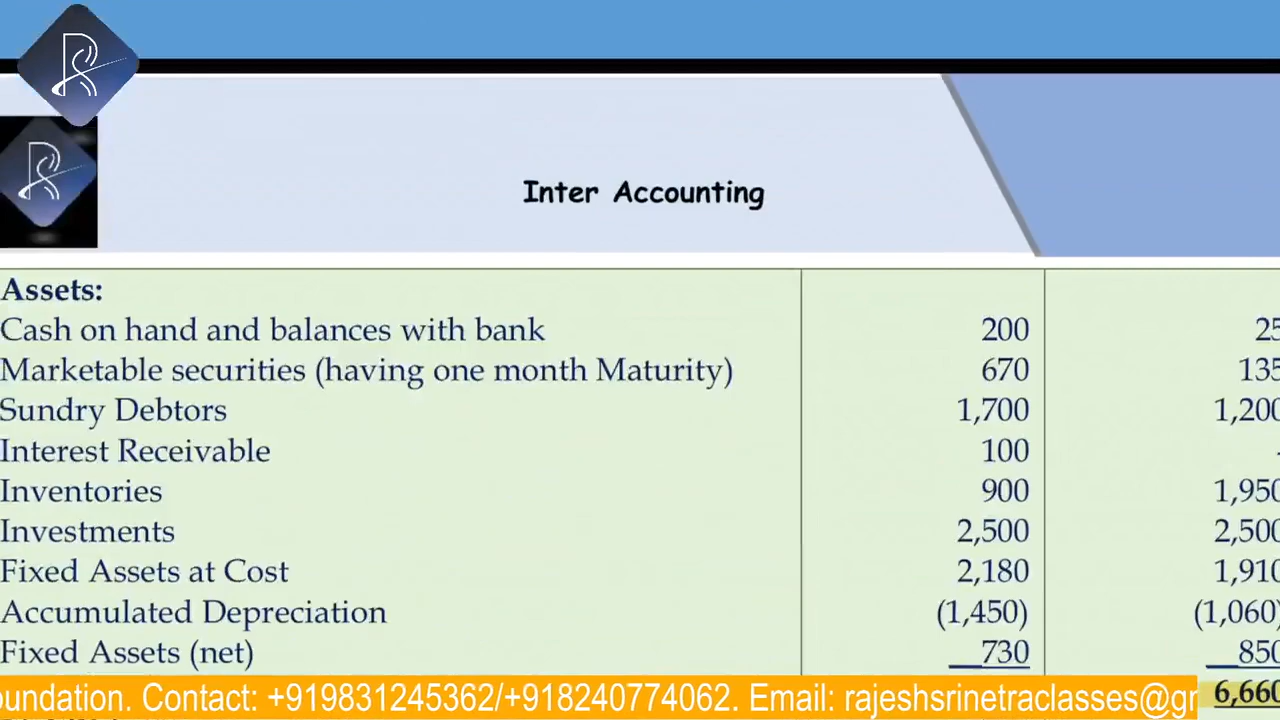 Inter Accounting
Assets:
Cash on hand and balances with bank 200 25
Marketable securities (having one month Maturity) 670 135
Sundry Debtors 1,700 1,200
Interest Receivable 100 -
Inventories 900 1,950
Investments 2,500 2,500
Fixed Assets at Cost 2,180 1,910
Accumulated Depreciation (1,450) (1,060)
Fixed Assets (net) 730 850
6,660
oundation. Contact: +919831245362/+918240774062. Email: rajeshsrinetraclasses@g